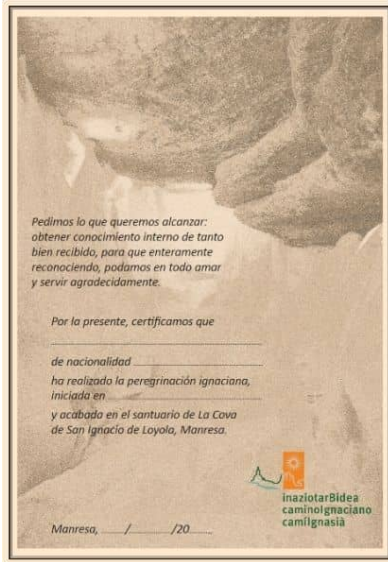 Pedimos lo que queremos alcanzar:
obtener conocimiento interno de tanto
bien recibido, para que enteramente
reconociendo, podamos en todo amar
y servir agradecidamente.
Por la presente, certificamos que
de nacionalidad
ha realizado la peregrinación ignaciana,
iniciada en
y acabada en el santuario de La Cova
de San Ignacio de Loyola, Manresa.
inaziotarBidea
caminoIgnaciano
camiIgnasià
Manresa, ....... / ........... /20.......